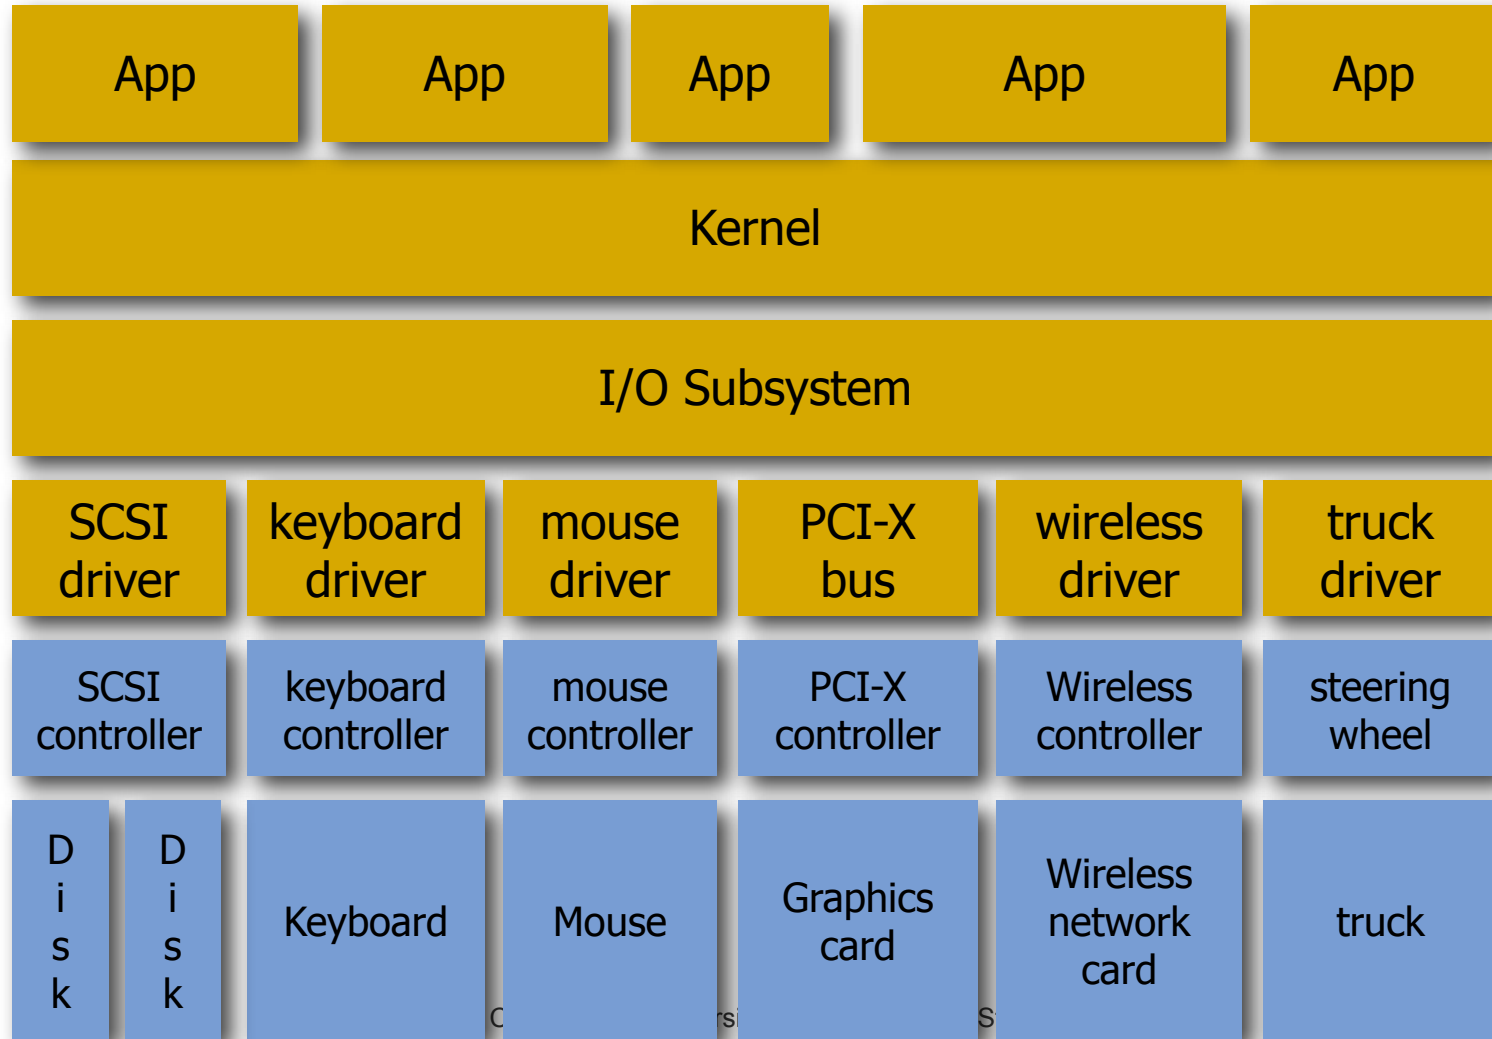 App
App
App
App
App
Kernel
I/O Subsystem
SCSI
driver
keyboard
driver
mouse
driver
PCI-X
bus
wireless
driver
truck
driver
SCSI
controller
keyboard
controller
mouse
controller
PCI-X
controller
Wireless
controller
steering
wheel
D
i
s
k
D
i
s
k
Keyboard
Mouse
Graphics
card
Wireless
network
card
truck